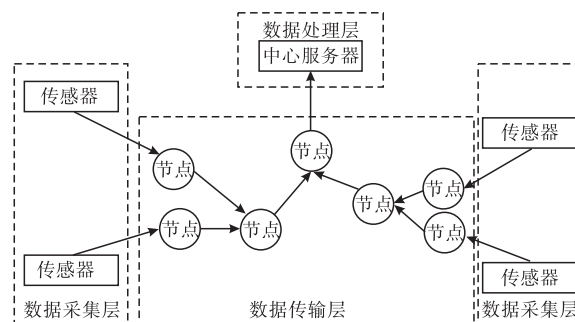 数据处理层
中心服务器
传感器
传感器
节点
节点
节点
节点
节点
节点
节点
节点
传感器
传感器
数据采集层
数据传输层
数据采集层